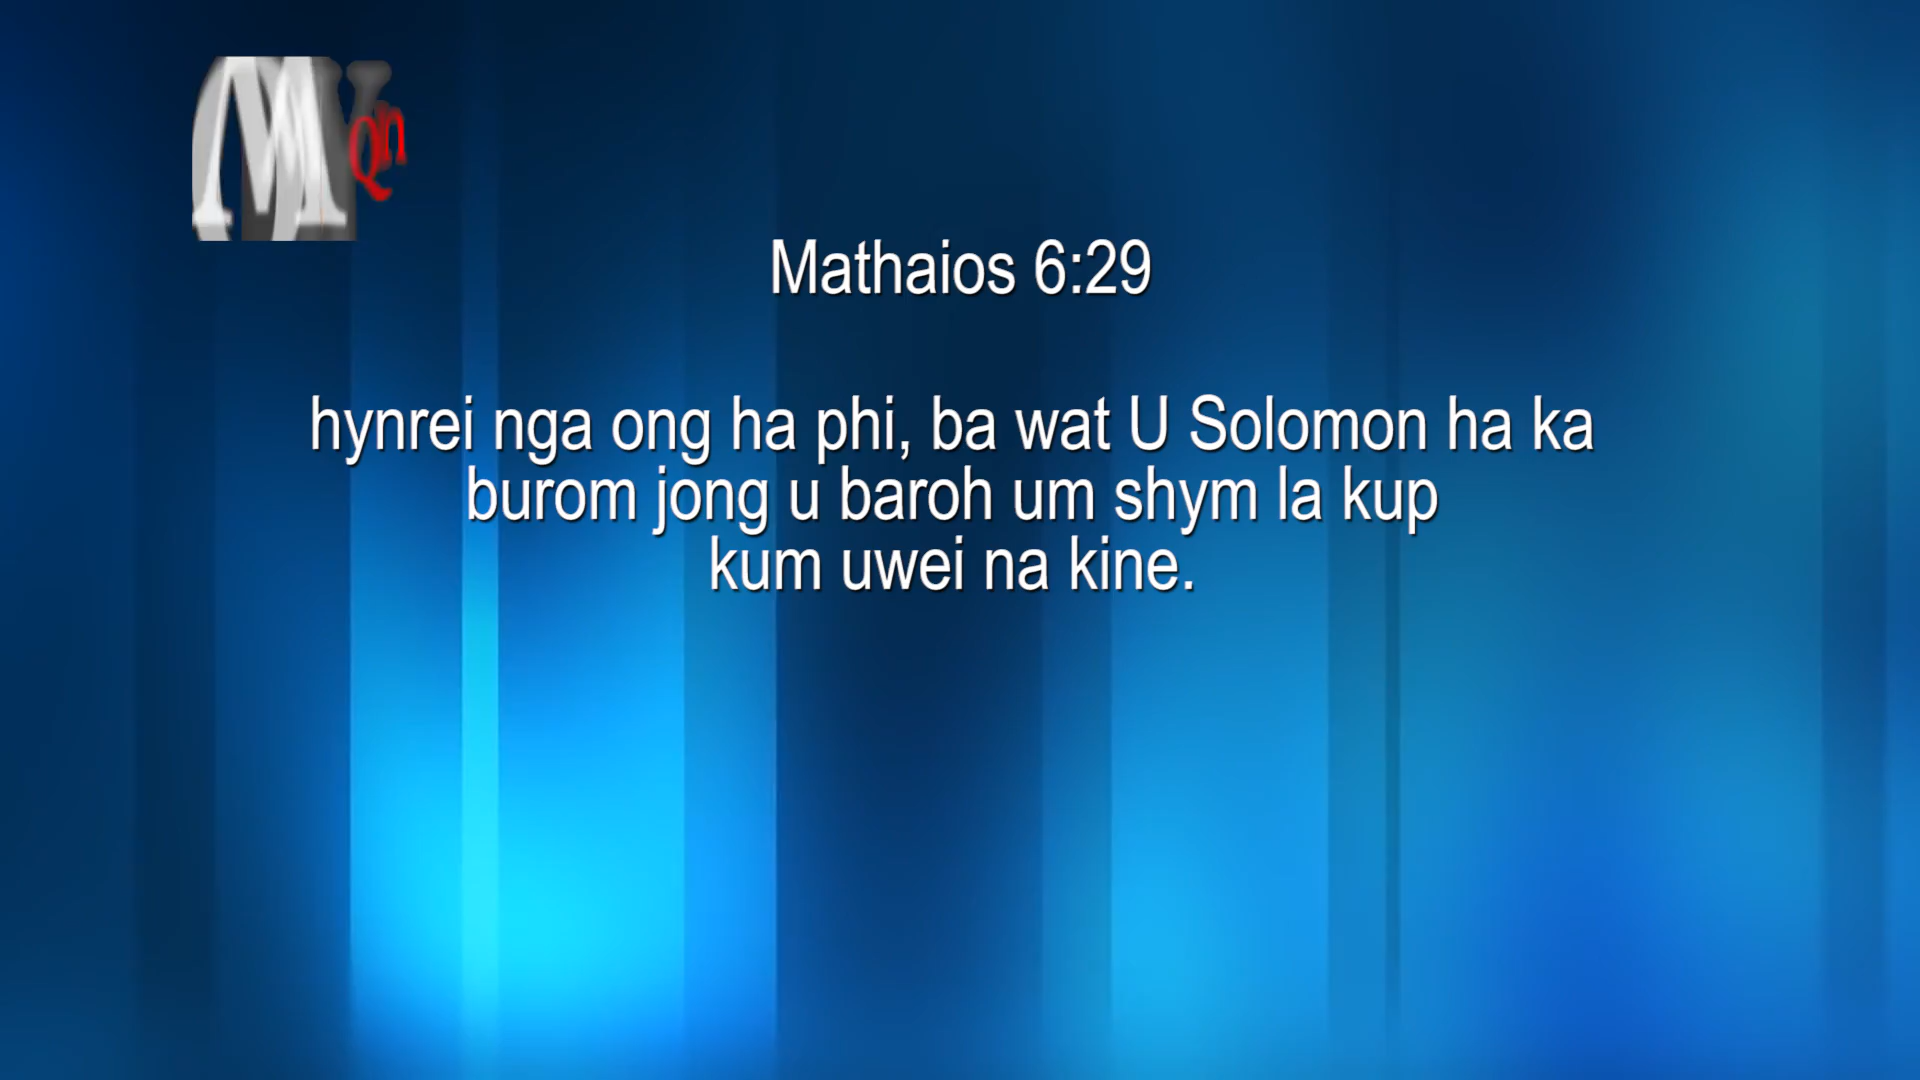 Mathaios 6:29
hynrei nga ong ha phi, ba wat U Solomon ha ka
burom jong u baroh um shym la kup
kum uwei na kine.